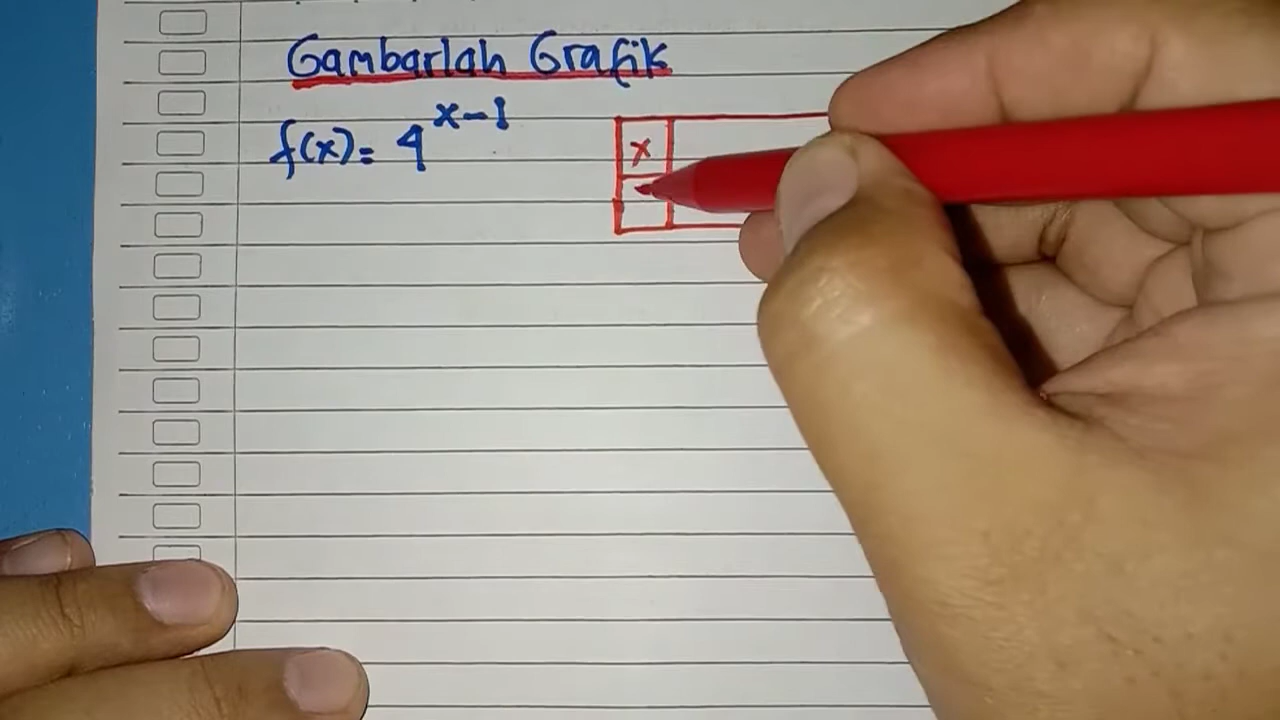 Gambarlah Grafik
f(x) = 4^{x-1}
x